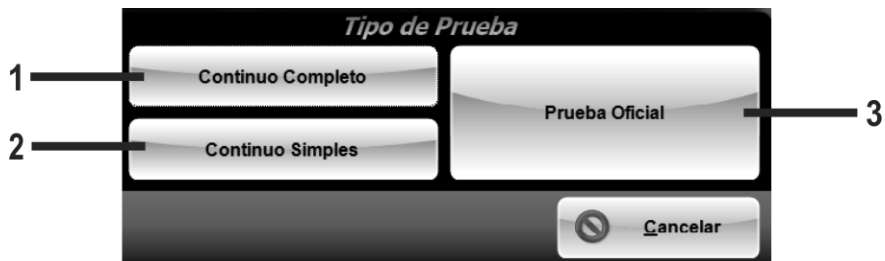 Tipo de Prueba
1 Continuo Completo
2 Continuo Simples
Prueba Oficial 3
Cancelar